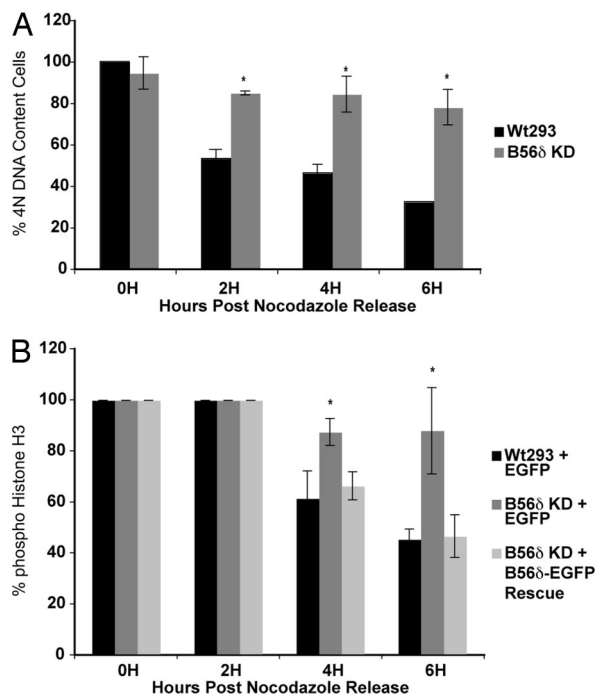 A
120
100
80
60
40
20
0
% 4N DNA Content Cells
* * *
0H 2H 4H 6H
Hours Post Nocodazole Release
Wt293
B56δ KD
B
120
100
80
60
40
20
0
% phospho Histone H3
* *
0H 2H 4H 6H
Hours Post Nocodazole Release
Wt293 +
EGFP
B56δ KD +
EGFP
B56δ KD +
B56δ-EGFP
Rescue